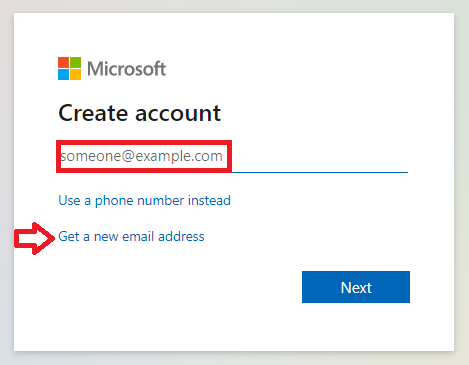 Microsoft
Create account
someone@example.com
Use a phone number instead
Get a new email address
Next